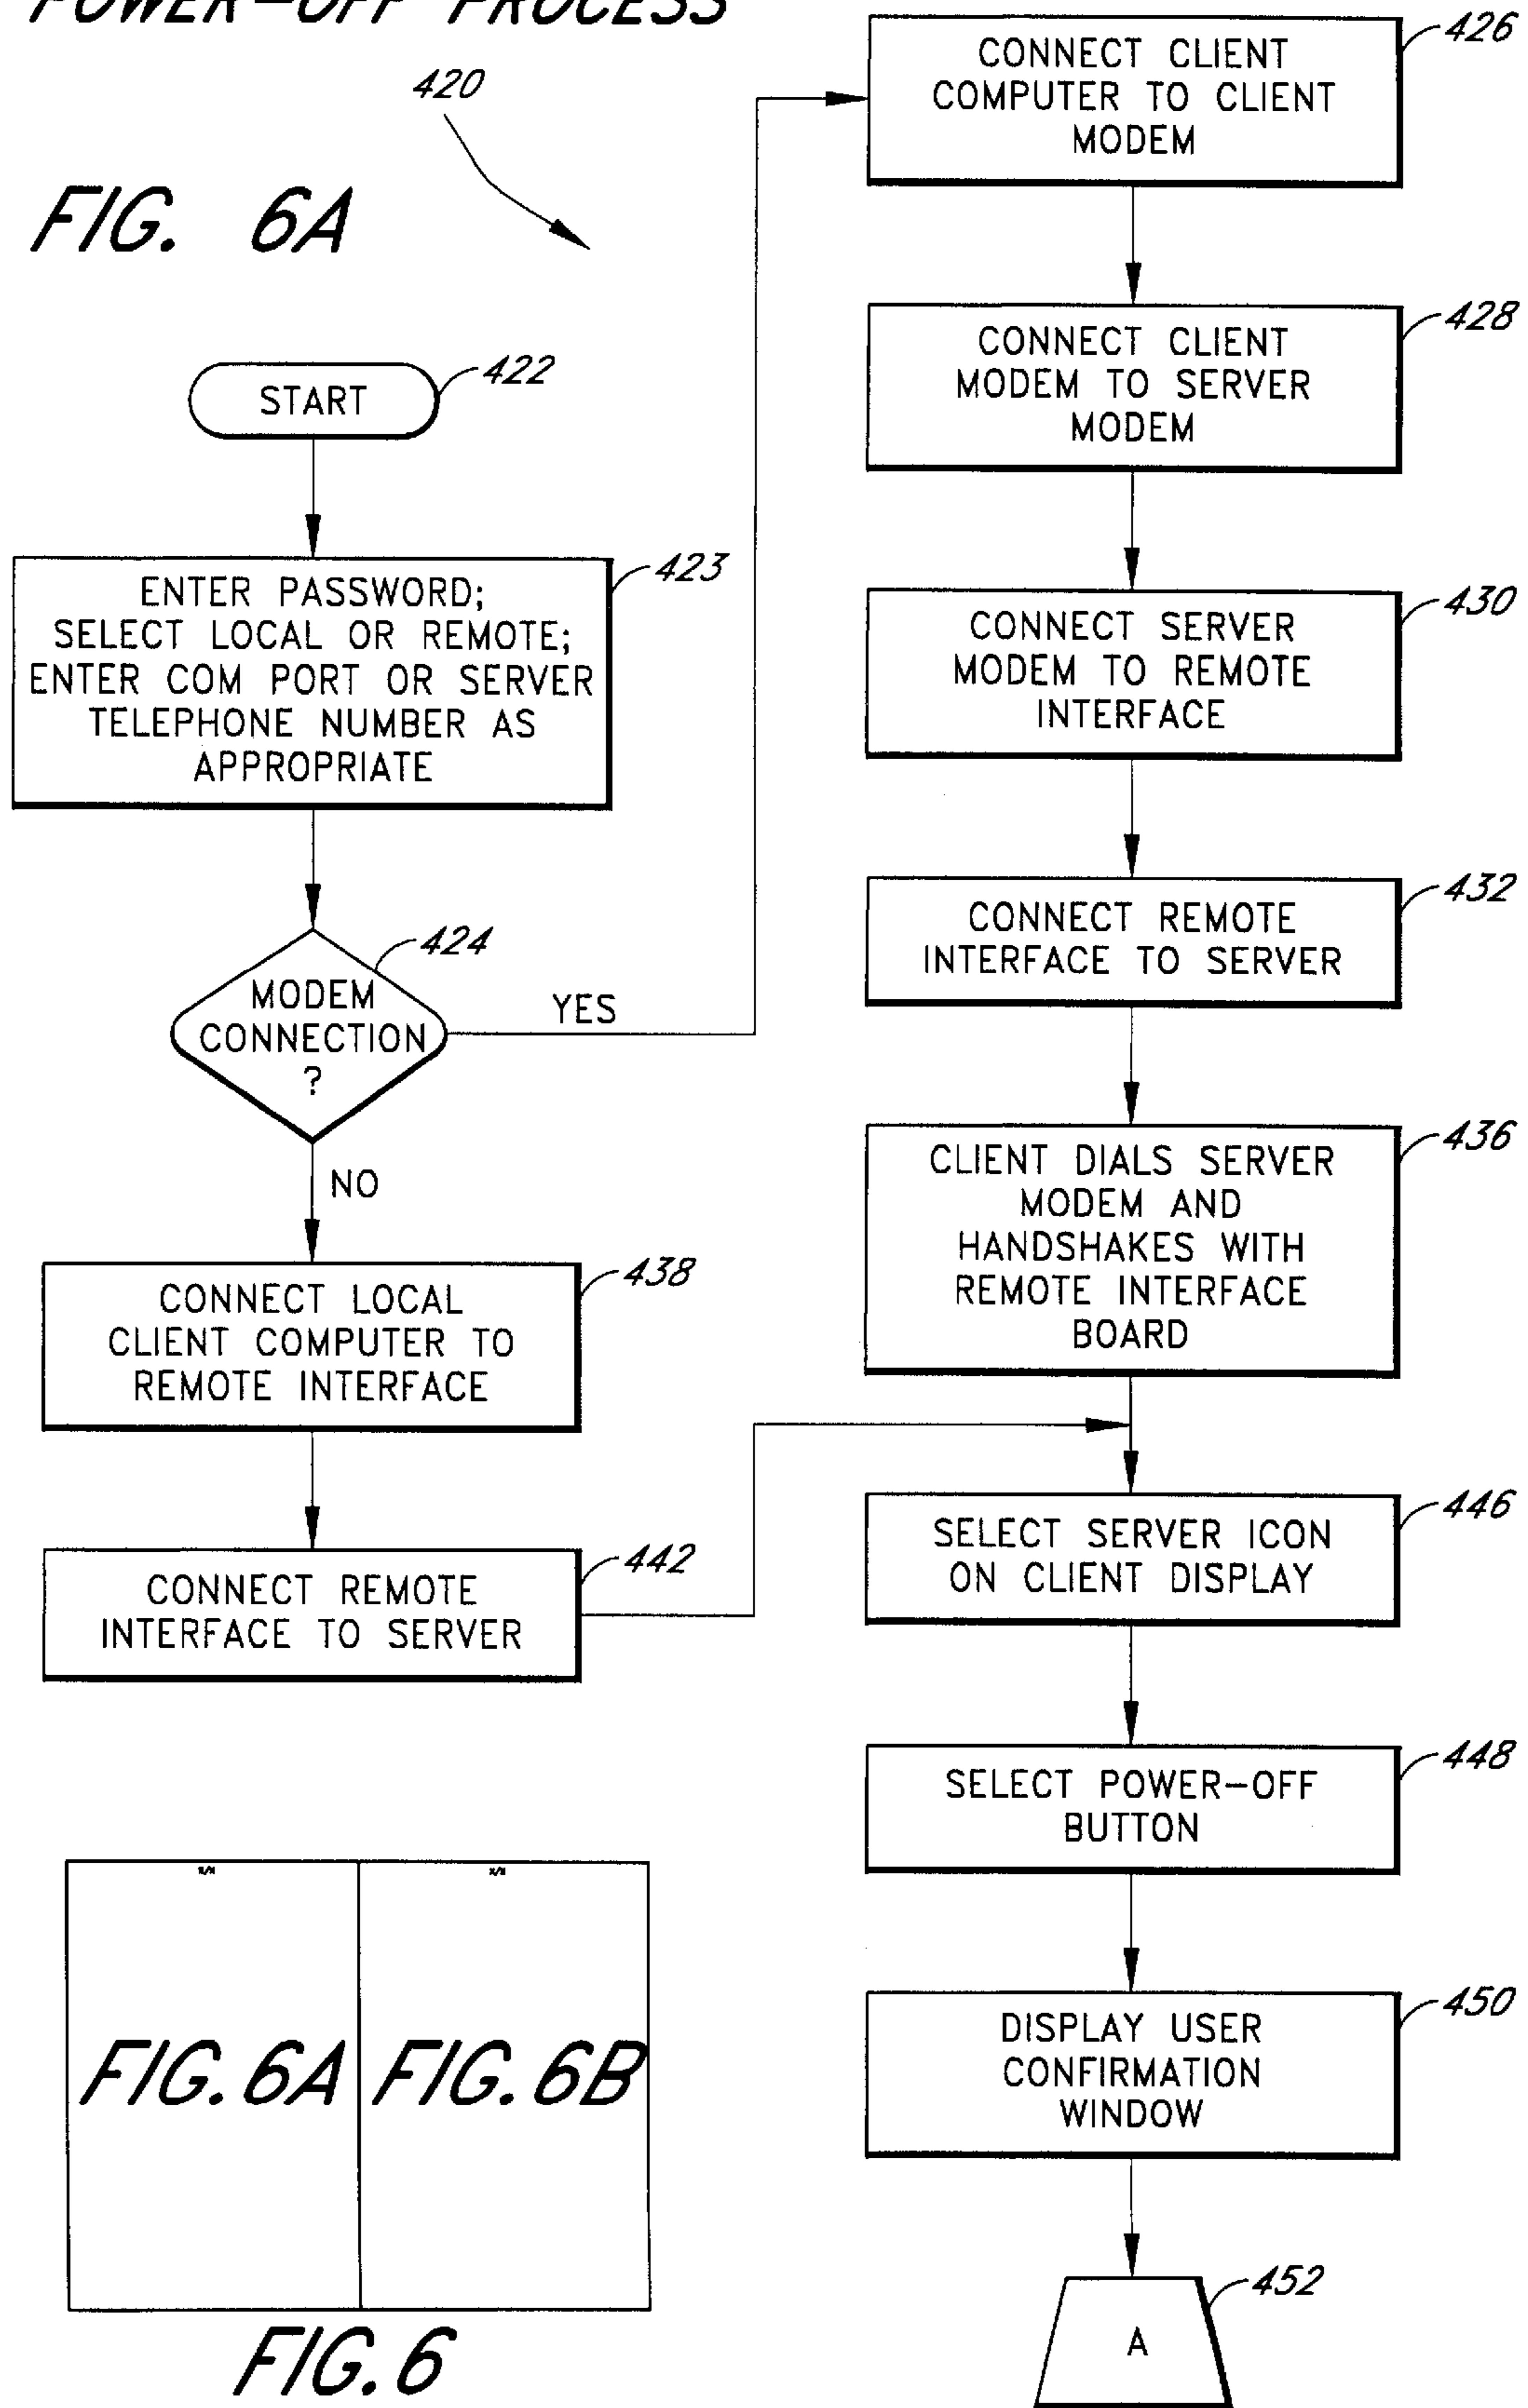 POWER-OFF PROCESS
420
FIG. 6A
START
422
ENTER PASSWORD;
SELECT LOCAL OR REMOTE;
ENTER COM PORT OR SERVER
TELEPHONE NUMBER AS
APPROPRIATE
423
MODEM
CONNECTION
?
424
YES
NO
CONNECT LOCAL
CLIENT COMPUTER TO
REMOTE INTERFACE
438
CONNECT REMOTE
INTERFACE TO SERVER
442
CONNECT CLIENT
COMPUTER TO CLIENT
MODEM
426
CONNECT CLIENT
MODEM TO SERVER
MODEM
428
CONNECT SERVER
MODEM TO REMOTE
INTERFACE
430
CONNECT REMOTE
INTERFACE TO SERVER
432
CLIENT DIALS SERVER
MODEM AND
HANDSHAKES WITH
REMOTE INTERFACE
BOARD
436
SELECT SERVER ICON
ON CLIENT DISPLAY
446
SELECT POWER-OFF
BUTTON
448
DISPLAY USER
CONFIRMATION
WINDOW
450
A
452
FIG. 6A
FIG. 6B
FIG. 6